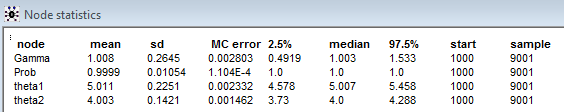 Node statistics
node mean sd MC error 2.5% median 97.5% start sample
Gamma 1.008 0.2645 0.002803 0.4919 1.003 1.533 1000 9001
Prob 0.9999 0.01054 1.104E-4 1.0 1.0 1.0 1000 9001
theta1 5.011 0.2251 0.002332 4.578 5.007 5.458 1000 9001
theta2 4.003 0.1421 0.001462 3.73 4.0 4.288 1000 9001